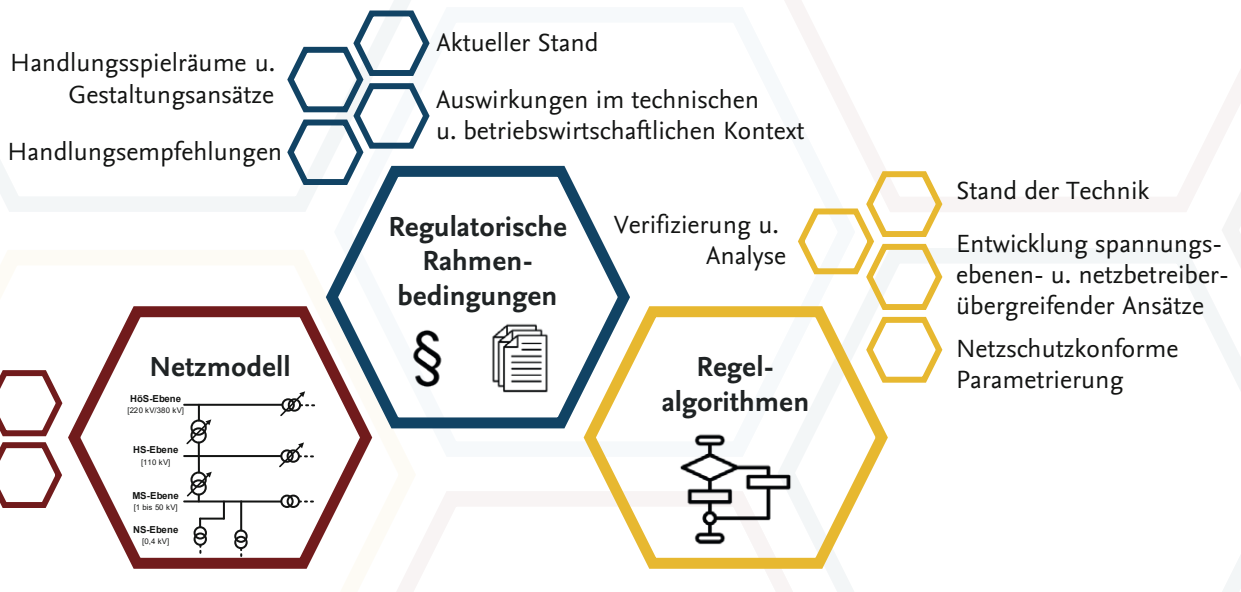 Handlungsspielräume u.
Gestaltungsansätze
Handlungsempfehlungen
Aktueller Stand
Auswirkungen im technischen
u. betriebswirtschaftlichen Kontext
Regulatorische
Rahmen-
bedingungen
§
Verifizierung u.
Analyse
Stand der Technik
Entwicklung spannungs-
ebenen- u. netzbetreiber-
übergreifender Ansätze
Netzschutzkonforme
Parametrierung
Netzmodell
HöS-Ebene
[220 kV/380 kV]
HS-Ebene
[110 kV]
MS-Ebene
[1 bis 50 kV]
NS-Ebene
[0,4 kV]
Regel-
algorithmen